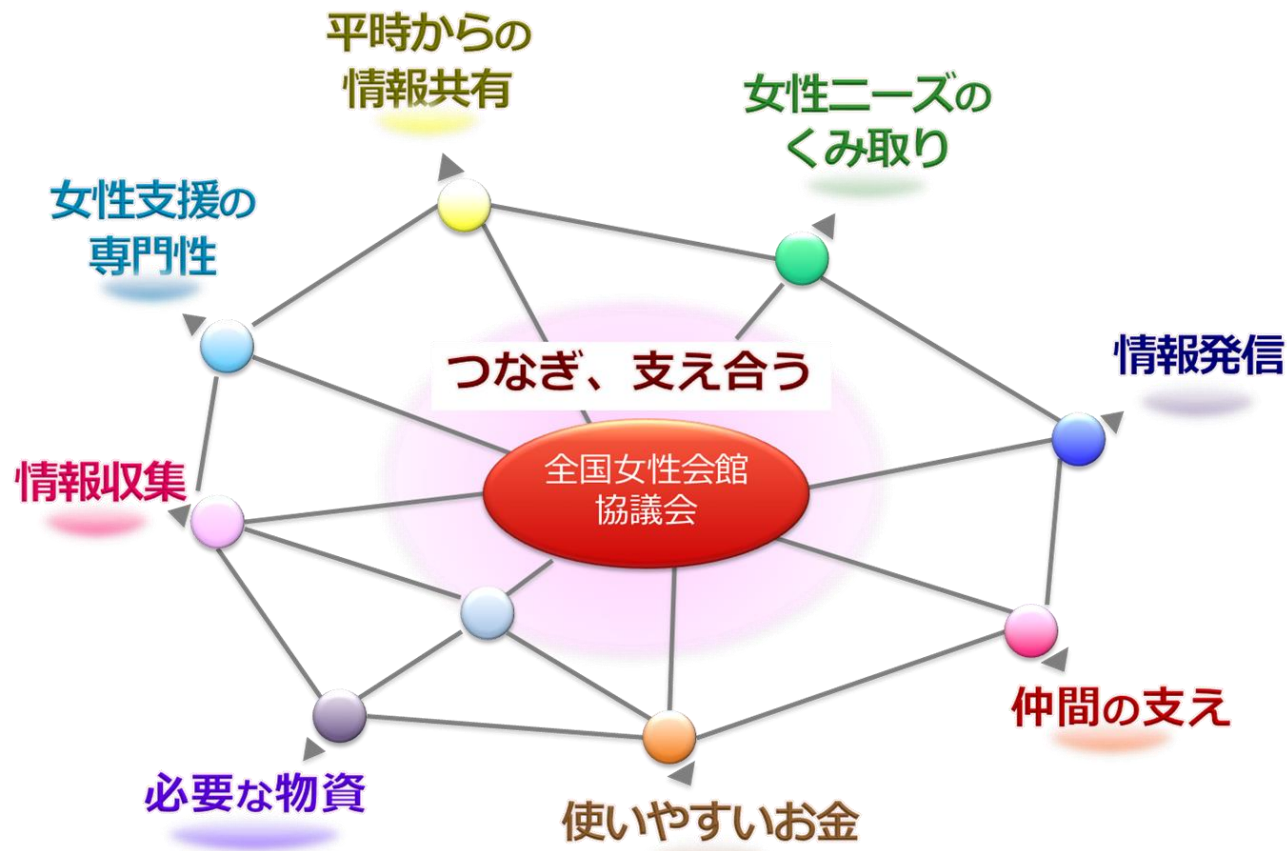 平時からの
情報共有
女性ニーズの
くみ取り
女性支援の
専門性
情報発信
つなぎ、支え合う
全国女性会館
協議会
情報収集
仲間の支え
必要な物資
使いやすいお金